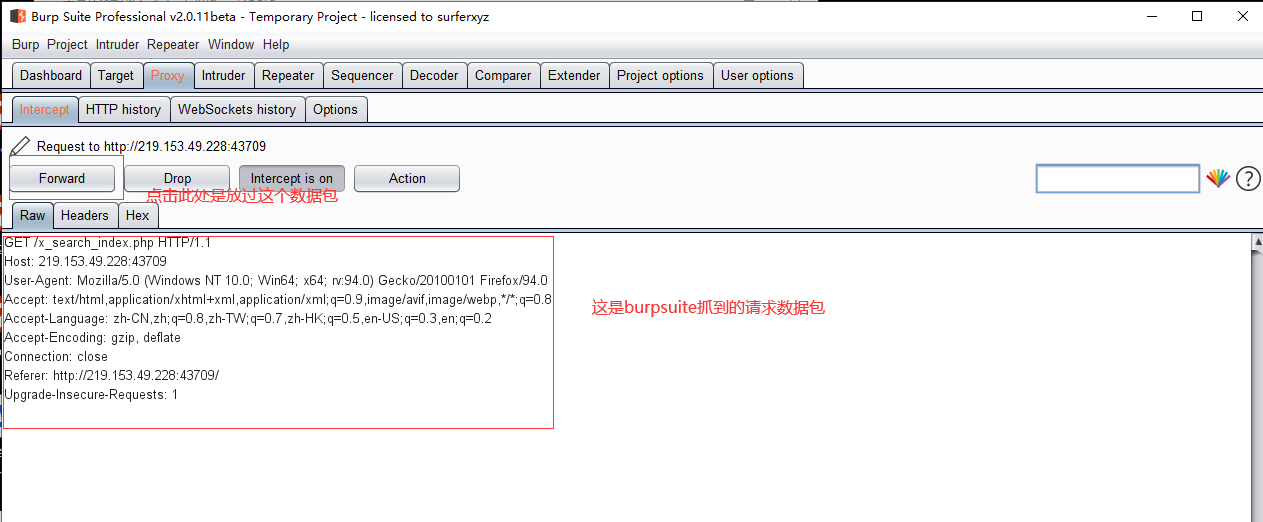 Burp Suite Professional v2.0.11beta - Temporary Project - licensed to surferxyz
Burp Project Intruder Repeater Window Help
Dashboard Target Proxy Intruder Repeater Sequencer Decoder Comparer Extender Project options User options
Intercept HTTP history WebSockets history Options
Request to http://219.153.49.228:43709
Forward Drop Intercept is on Action
点击此处是放过这个数据包
Raw Headers Hex
GET /x_search_index.php HTTP/1.1
Host: 219.153.49.228:43709
User-Agent: Mozilla/5.0 (Windows NT 10.0; Win64; x64; rv:94.0) Gecko/20100101 Firefox/94.0
Accept: text/html,application/xhtml+xml,application/xml;q=0.9,image/avif,image/webp,*/*;q=0.8
这是burpsuite抓到的请求数据包
Accept-Language: zh-CN,zh;q=0.8,zh-TW;q=0.7,zh-HK;q=0.5,en-US;q=0.3,en;q=0.2
Accept-Encoding: gzip, deflate
Connection: close
Referer: http://219.153.49.228:43709/
Upgrade-Insecure-Requests: 1